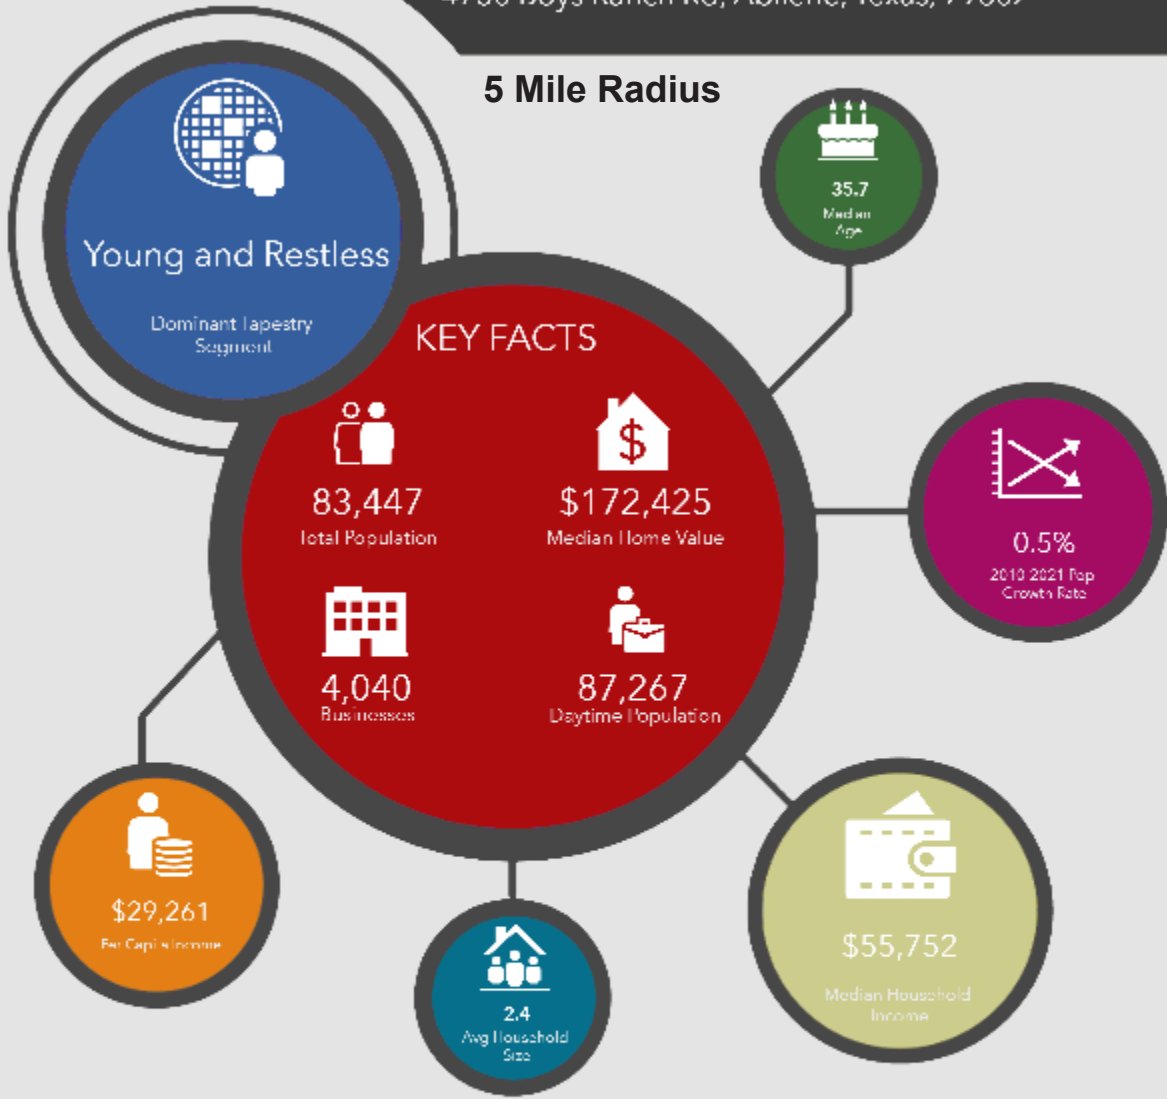 Abilene, Texas,
5 Mile Radius
35.7
Median
Age
Young and Restless
Dominant Tapestry
Segment
KEY FACTS
83,447
Total Population
$172,425
Median Home Value
0.5%
2010-2021 Pop
Growth Rate
4,040
Businesses
87,267
Daytime Population
$29,261
Per Capita Income
$55,752
Median Household
Income
2.4
Avg Household
Size